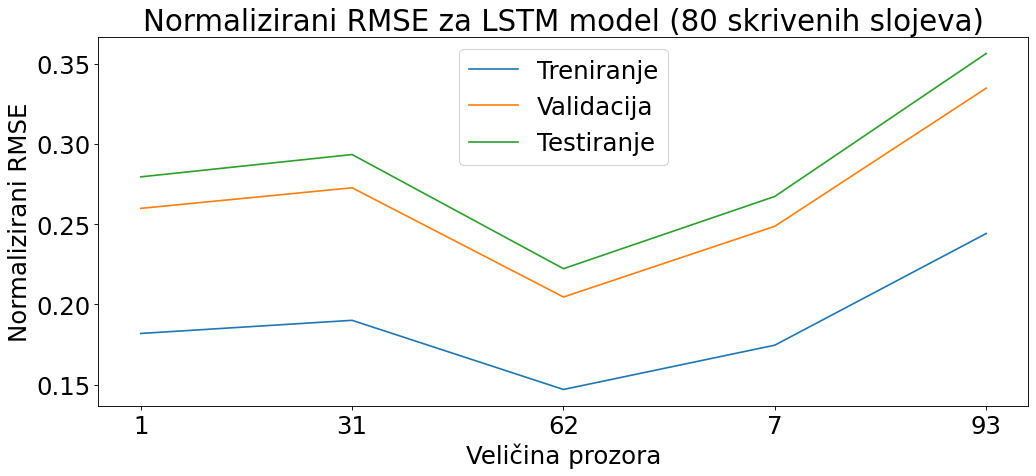 Normalizirani RMSE za LSTM model (80 skrivenih slojeva)
Normalizirani RMSE
0.35
0.30
0.25
0.20
0.15
Treniranje
Validacija
Testiranje
1 31 62 7 93
Veličina prozora